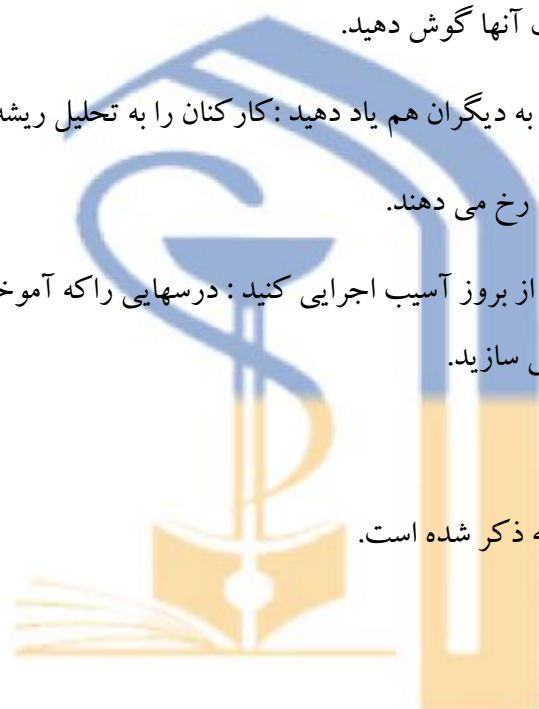 آنها گوش دهید.
به دیگران هم یاد دهید :کارکنان را به تحلیل ریشه
رخ می دهند.
از بروز آسیب اجرایی کنید : درسهایی راکه آموخ
سازید.
ذکر شده است.